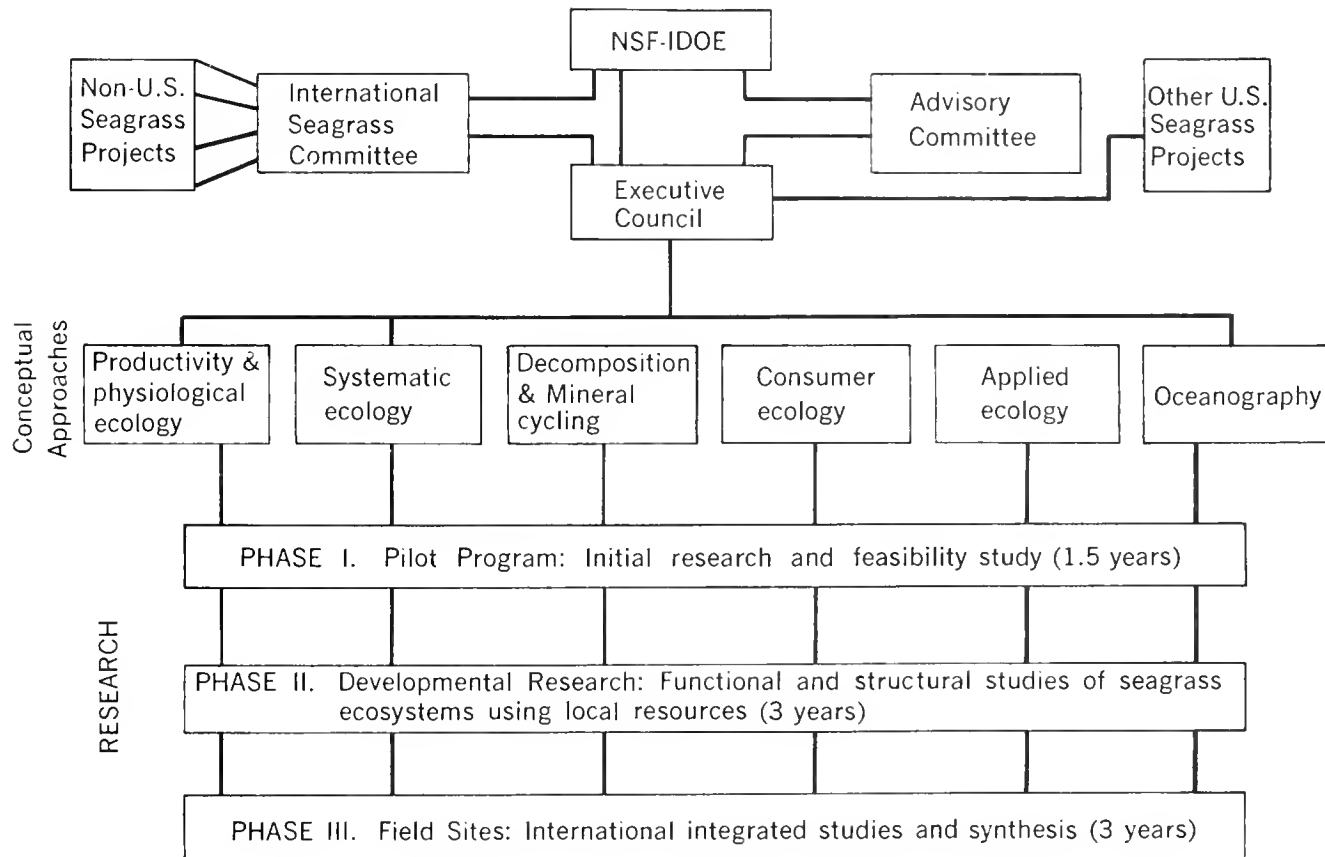 NSF-IDOE
Non-U.S.
Seagrass
Projects
International
Seagrass
Committee
Advisory
Committee
Other U.S.
Seagrass
Projects
Executive
Council
Conceptual
Approaches
Productivity &
physiological
ecology
Systematic
ecology
Decomposition
& Mineral
cycling
Consumer
ecology
Applied
ecology
Oceanography
RESEARCH
PHASE I. Pilot Program: Initial research and feasibility study (1.5 years)
PHASE II. Developmental Research: Functional and structural studies of seagrass
ecosystems using local resources (3 years)
PHASE III. Field Sites: International integrated studies and synthesis (3 years)